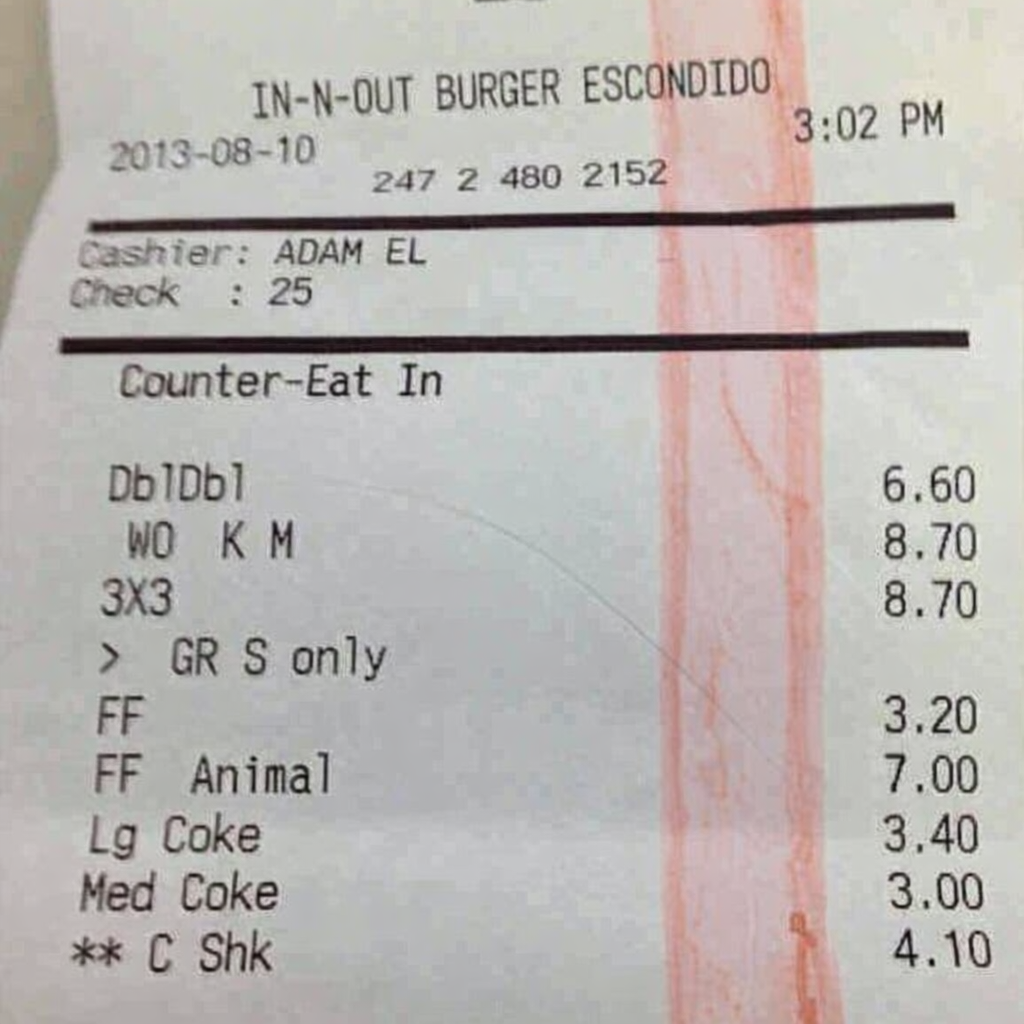 IN-N-OUT BURGER ESCONDIDO
2013-08-10 3:02 PM
247 2 480 2152
Cashier: ADAM EL
Check : 25
Counter-Eat In
DblDbl 6.60
WO K M 8.70
3X3 8.70
> GR S only
FF 3.20
FF Animal 7.00
Lg Coke 3.40
Med Coke 3.00
** C Shk 4.10